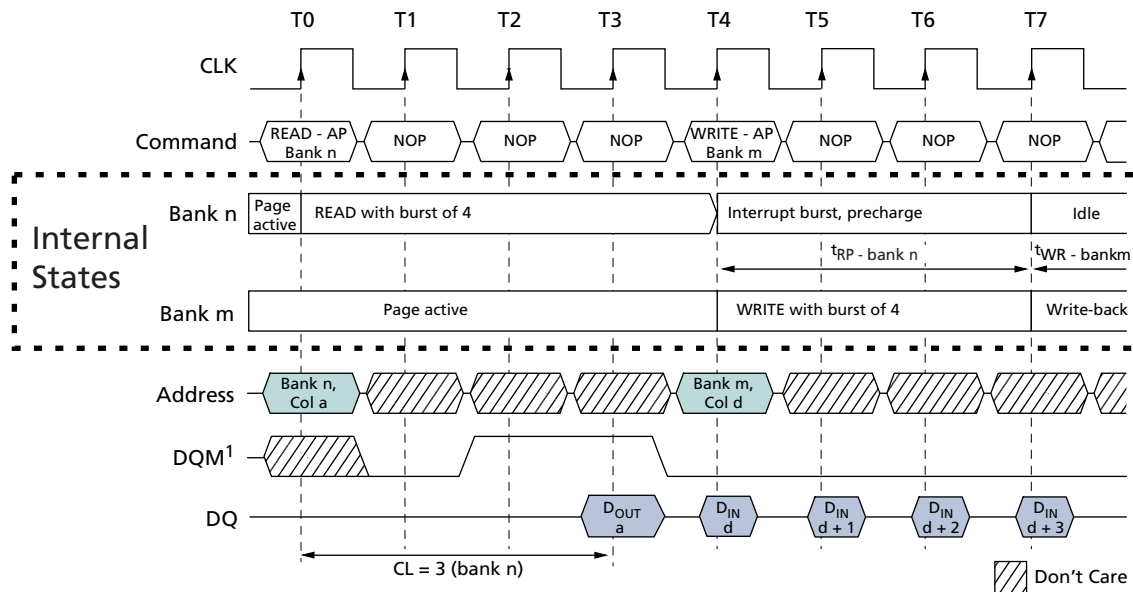 T0 T1 T2 T3 T4 T5 T6 T7
CLK
Command
READ - AP
Bank n
NOP
NOP
NOP
WRITE - AP
Bank m
NOP
NOP
NOP
Internal
States
Bank n
Page
active
READ with burst of 4
Interrupt burst, precharge
Idle
tRP - bank n
tWR - bankm
Bank m
Page active
WRITE with burst of 4
Write-back
Address
Bank n,
Col a
Bank m,
Col d
DQM1
DQ
DOUT
a
DIN
d
DIN
d + 1
DIN
d + 2
DIN
d + 3
CL = 3 (bank n)
Don't Care